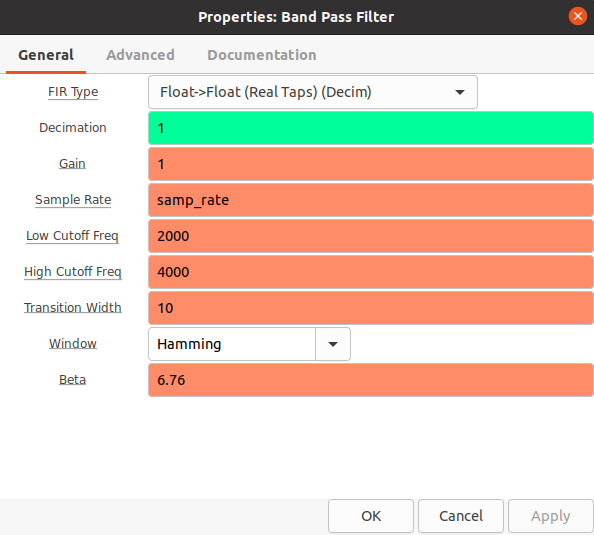 Properties: Band Pass Filter
General Advanced Documentation
FIR Type Float->Float (Real Taps) (Decim)
Decimation 1
Gain 1
Sample Rate samp_rate
Low Cutoff Freq 2000
High Cutoff Freq 4000
Transition Width 10
Window Hamming
Beta 6.76
OK Cancel Apply